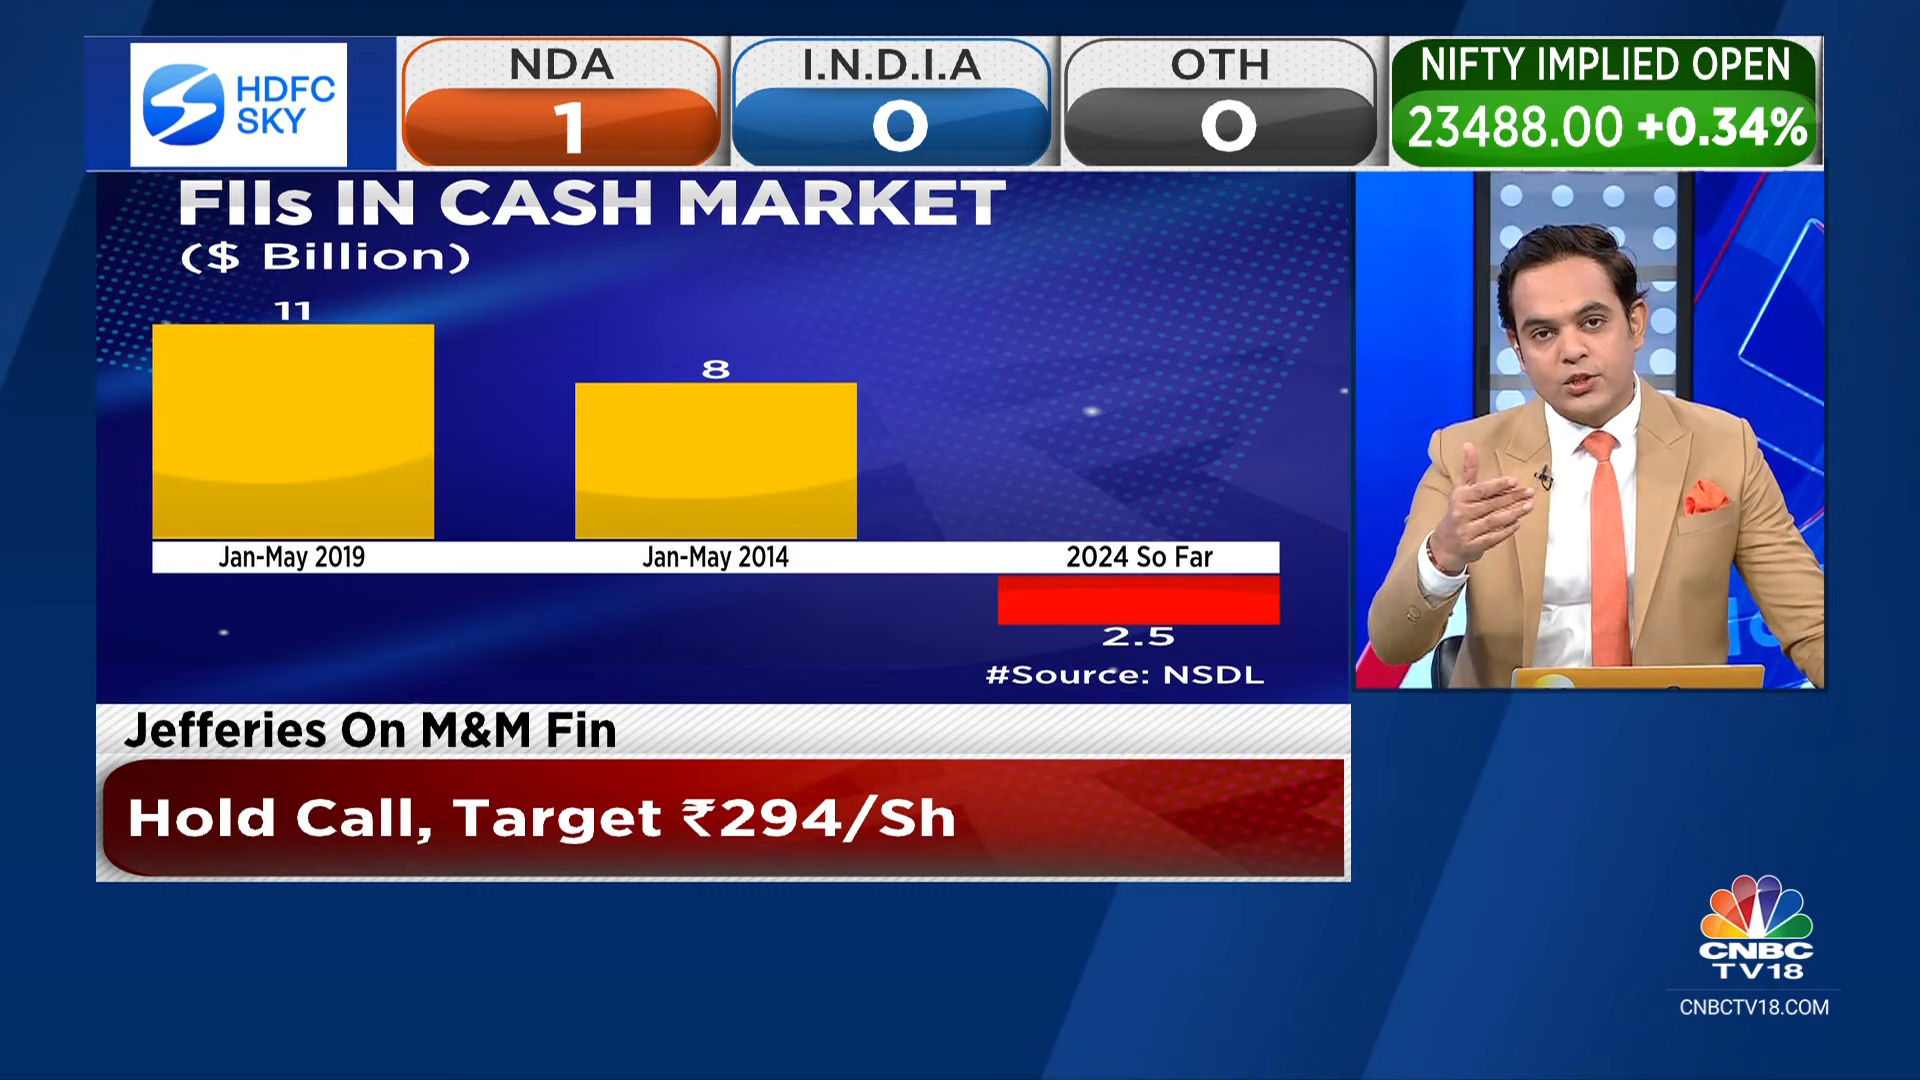 HDFC
SKY
NDA
1
I.N.D.I.A
0
OTH
0
NIFTY IMPLIED OPEN
23488.00 +0.34%
FIIs IN CASH MARKET
($ Billion)
11
8
Jan-May 2019
Jan-May 2014
2024 So Far
2.5
#Source: NSDL
Jefferies On M&M Fin
Hold Call, Target ₹294/Sh
CNBC
TV18
CNBCTV18.COM